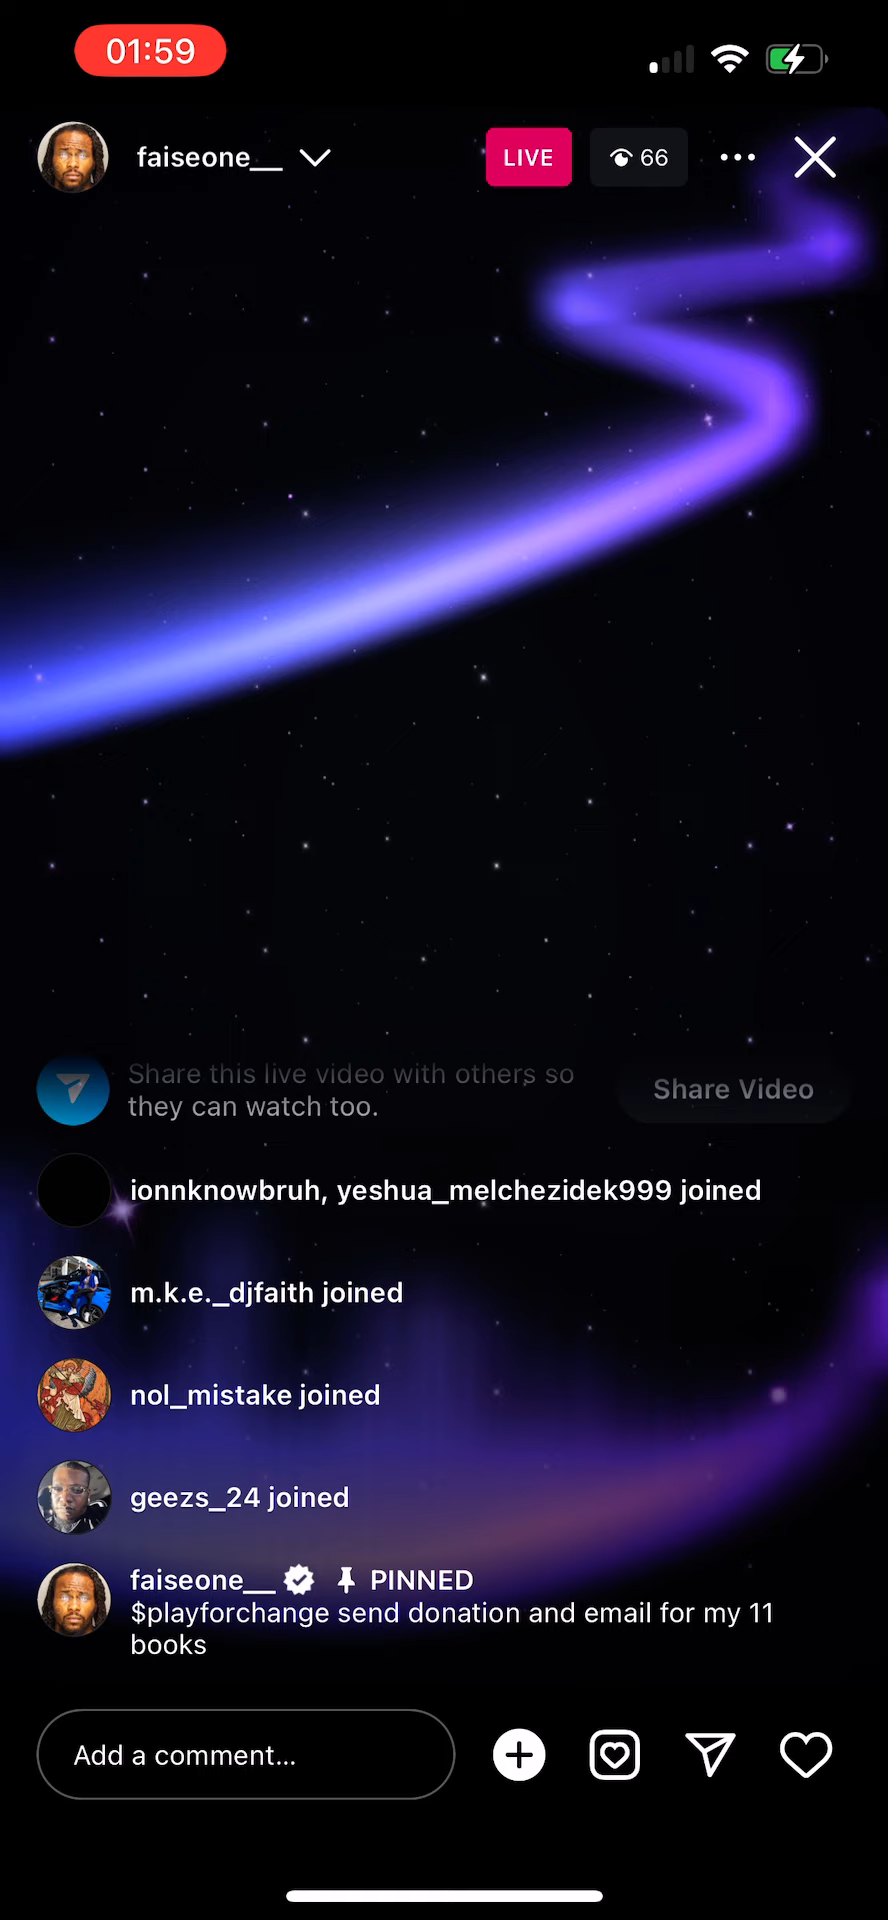 01:59
faiseone__
LIVE
66
Share this live video with others so
they can watch too.
Share Video
ionnknowbruh, yeshua_melchezidek999 joined
m.k.e._djfaith joined
nol_mistake joined
geezs_24 joined
faiseone__ PINNED
$playforchange send donation and email for my 11
books
Add a comment...